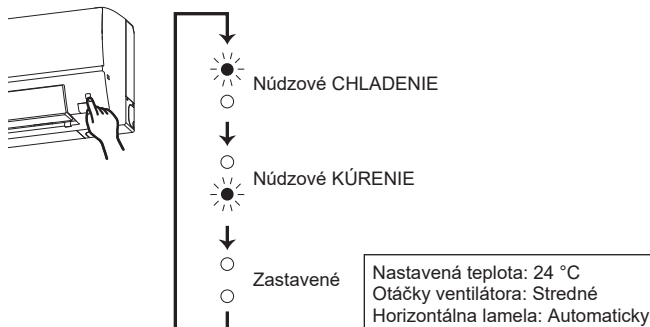 Núdzové CHLADENIE
Núdzové KÚRENIE
Zastavené
Nastavená teplota: 24 °C
Otáčky ventilátora: Stredné
Horizontálna lamela: Automaticky